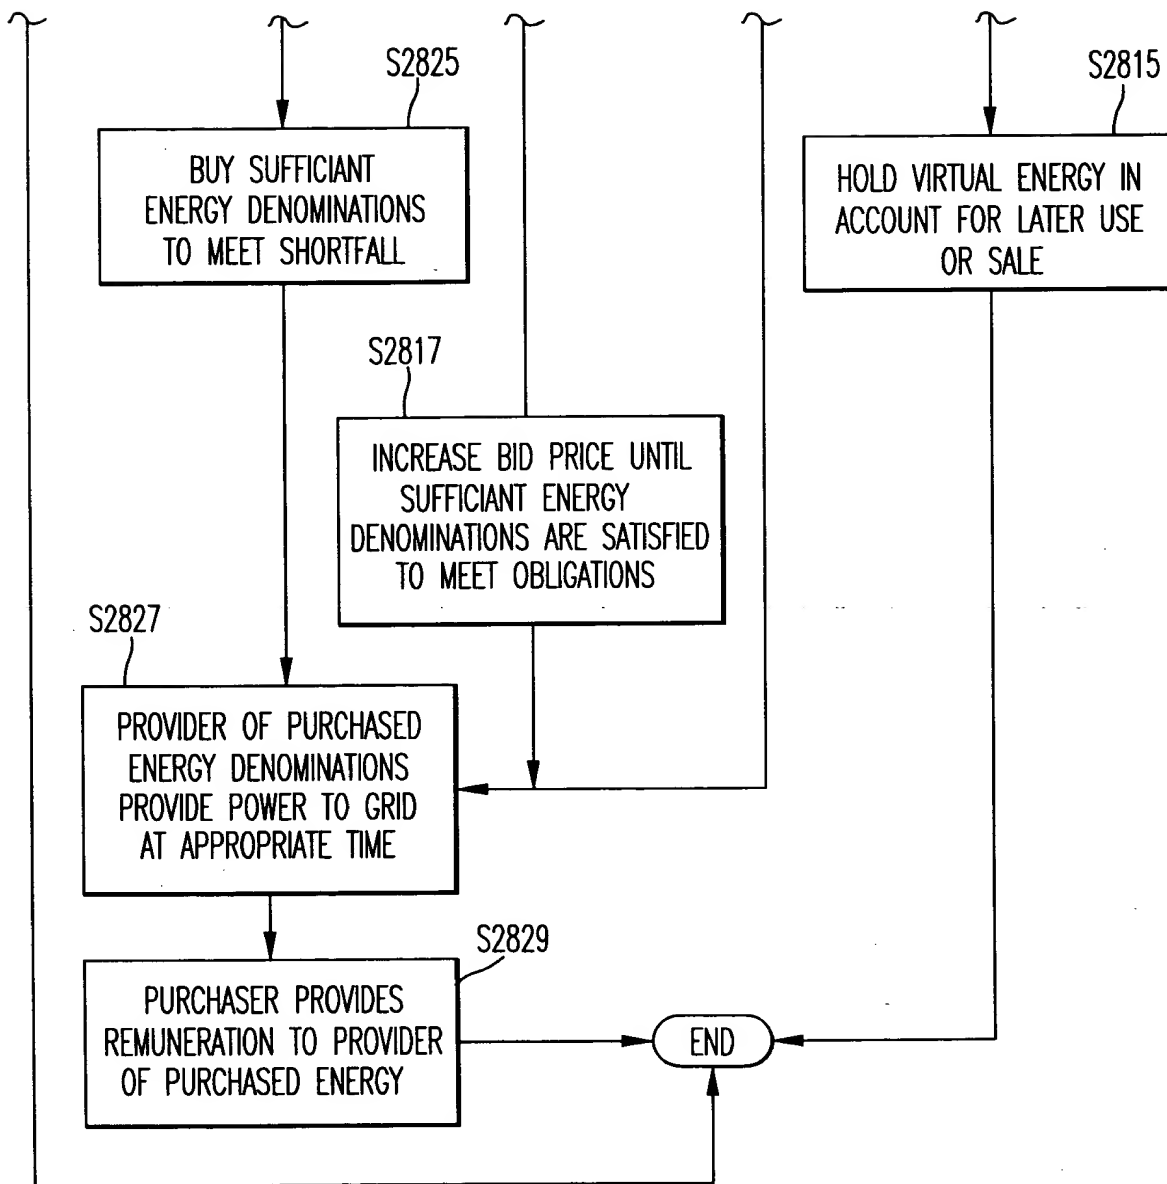 S2825
BUY SUFFICIANT
ENERGY DENOMINATIONS
TO MEET SHORTFALL
S2815
HOLD VIRTUAL ENERGY IN
ACCOUNT FOR LATER USE
OR SALE
S2817
INCREASE BID PRICE UNTIL
SUFFICIANT ENERGY
DENOMINATIONS ARE SATISFIED
TO MEET OBLIGATIONS
S2827
PROVIDER OF PURCHASED
ENERGY DENOMINATIONS
PROVIDE POWER TO GRID
AT APPROPRIATE TIME
S2829
PURCHASER PROVIDES
REMUNERATION TO PROVIDER
OF PURCHASED ENERGY
END